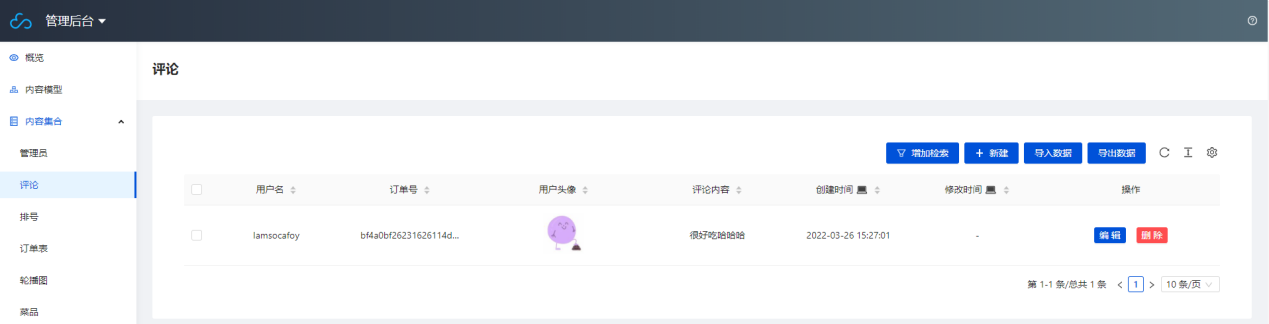 管理后台
概览
内容模型
内容集合
管理员
评论
排号
订单表
轮播图
菜品
评论
增加检索 + 新建 导入数据 导出数据
用户名 订单号 用户头像 评论内容 创建时间 修改时间 操作
Iamsocafoy bf4a0bf26231626114d... 很好吃哈哈哈 2022-03-26 15:27:01 - 编辑 删除
第 1-1 条/总共 1 条 < 1 > 10 条/页